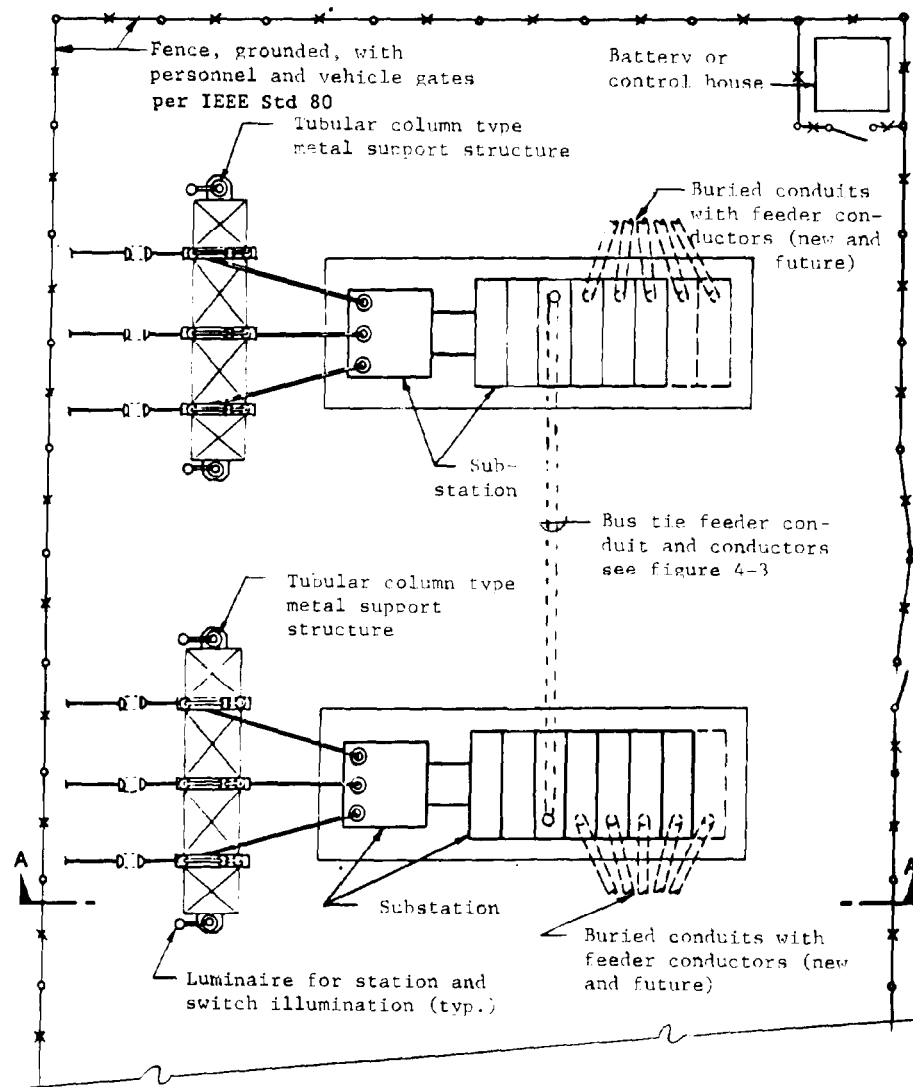 Fence, grounded, with
personnel and vehicle gates
per IEEE Std 80
Battery or
control house
Tubular column type
metal support structure
Buried conduits
with feeder con-
ductors (new and
future)
Sub-
station
Bus tie feeder con-
duit and conductors
see figure 4-3
Tubular column type
metal support
structure
A
A
Substation
Buried conduits with
feeder conductors (new
and future)
Luminaire for station and
switch illumination (typ.)